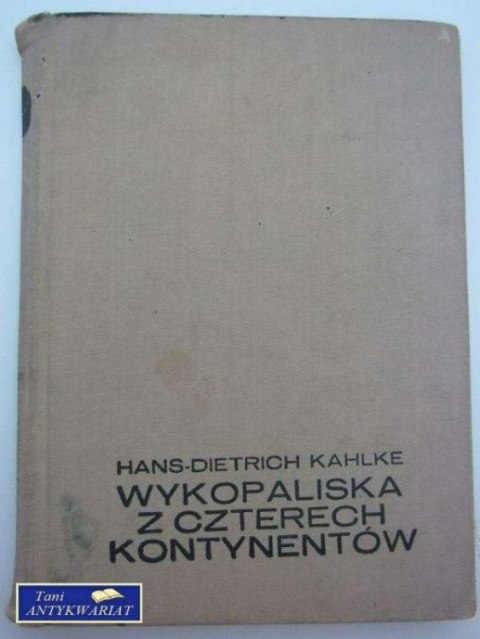 HANS-DIETRICH KAHLKE
WYKOPALISKA
Z CZTERECH
KONTYNENTÓW
Tani
ANTYKWARIAT